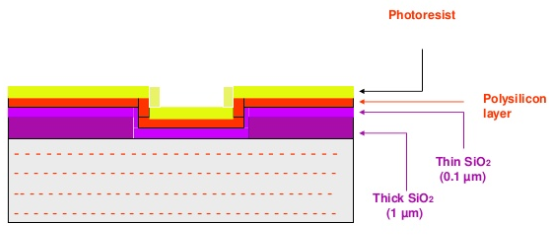 Photoresist
Polysilicon
layer
Thin SiO₂
(0.1 μm)
Thick SiO₂
(1 μm)